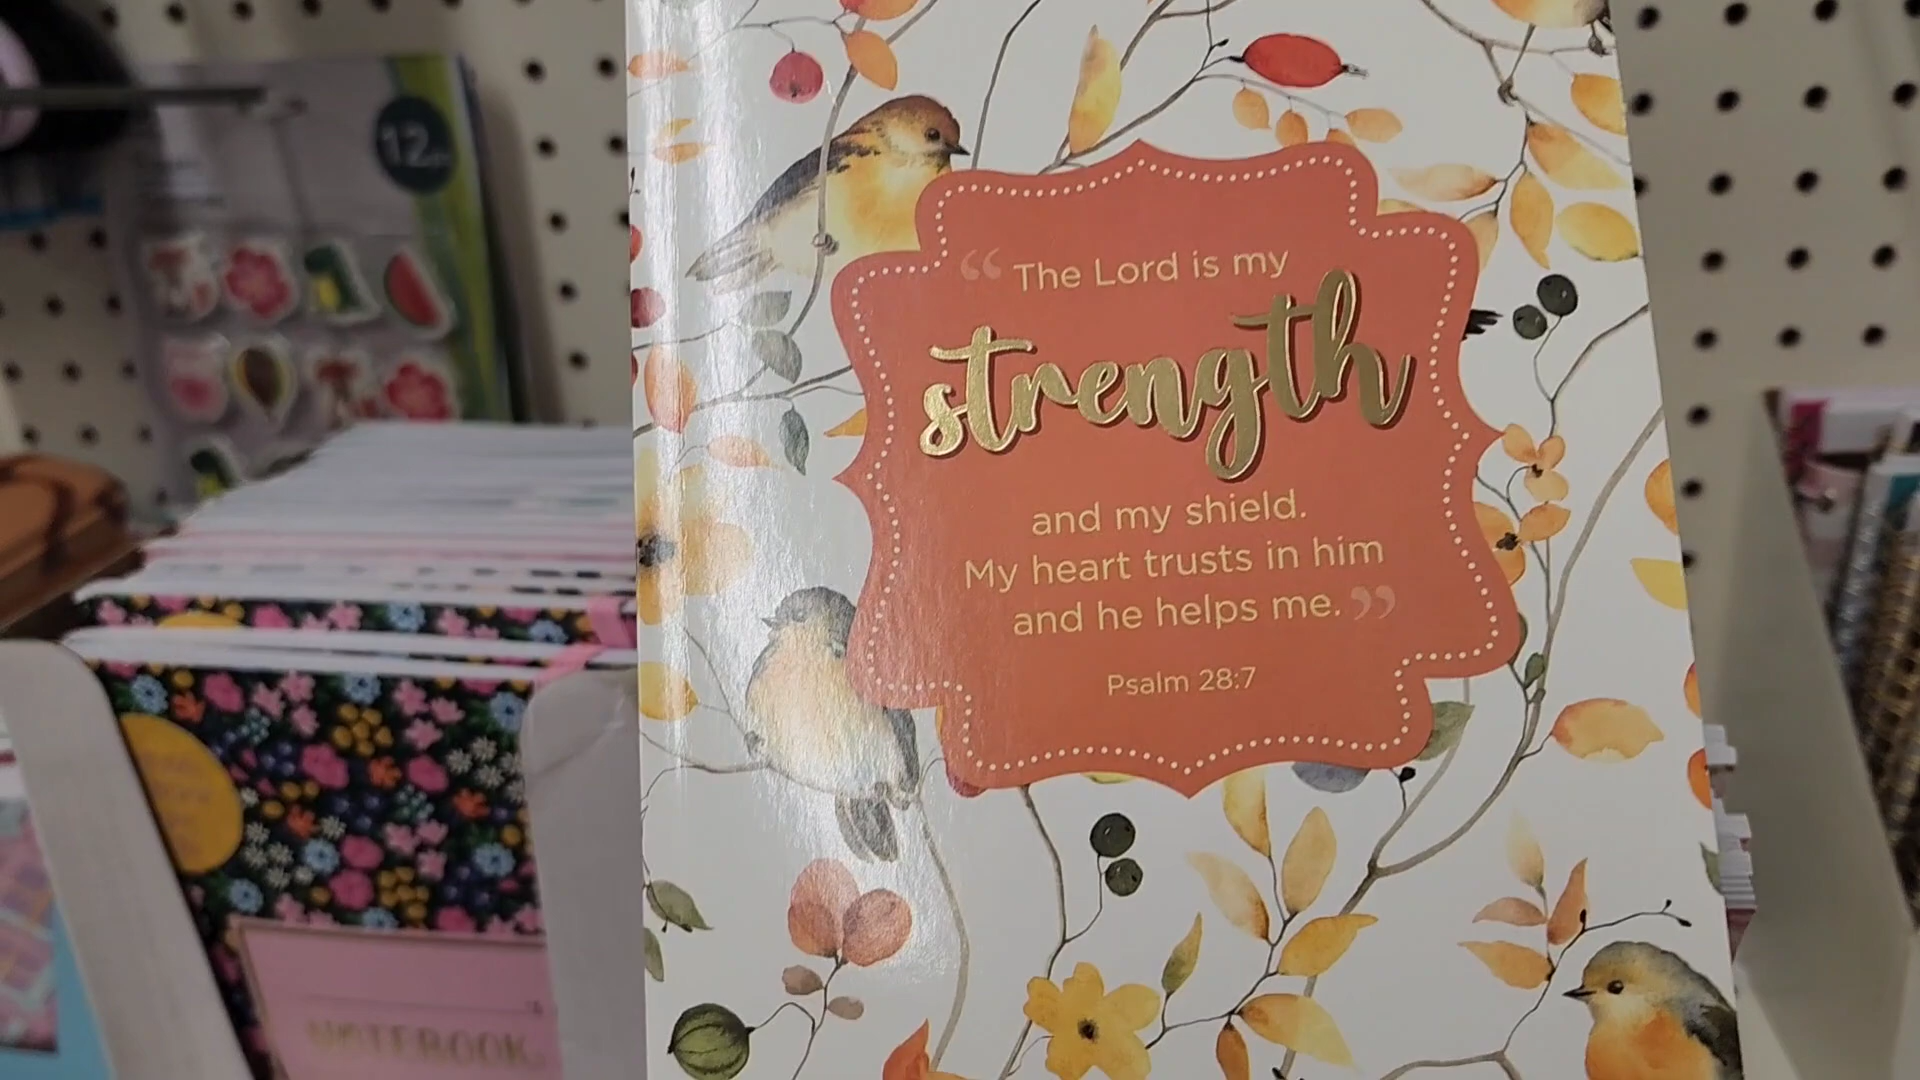 12
“The Lord is my
strength
and my shield.
My heart trusts in him
and he helps me.”
Psalm 28:7
NOTEBOOK